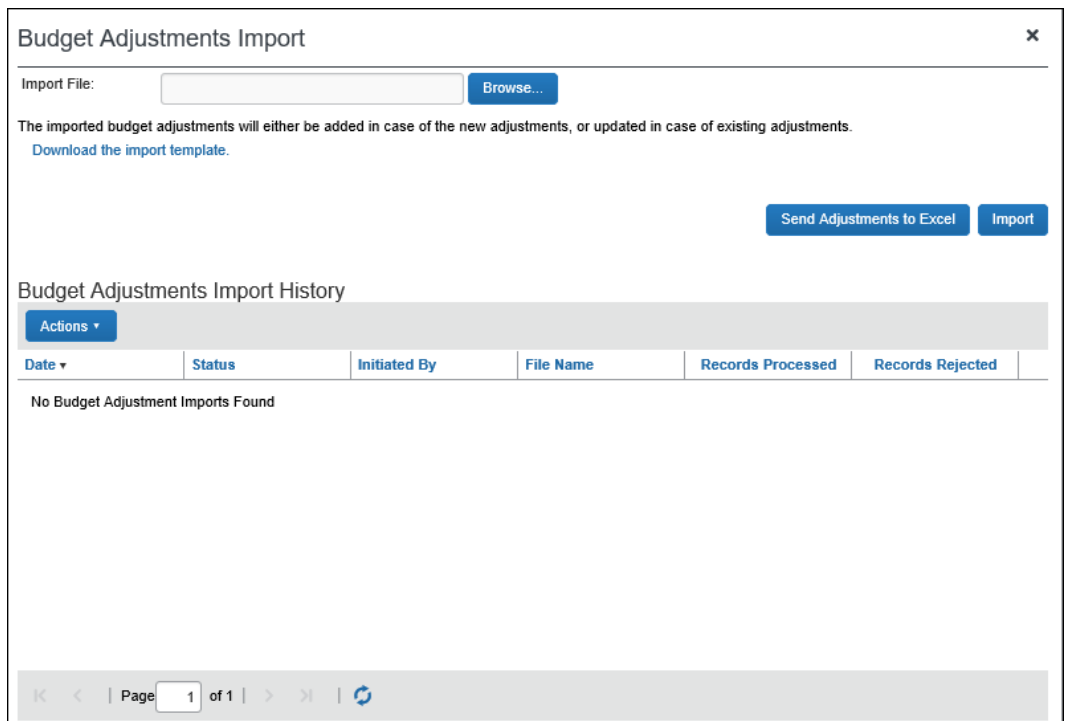 Budget Adjustments Import
Import File:
Browse...
The imported budget adjustments will either be added in case of the new adjustments, or updated in case of existing adjustments.
Download the import template.
Send Adjustments to Excel Import
Budget Adjustments Import History
Actions
Date Status Initiated By File Name Records Processed Records Rejected
No Budget Adjustment Imports Found
Page 1 of 1